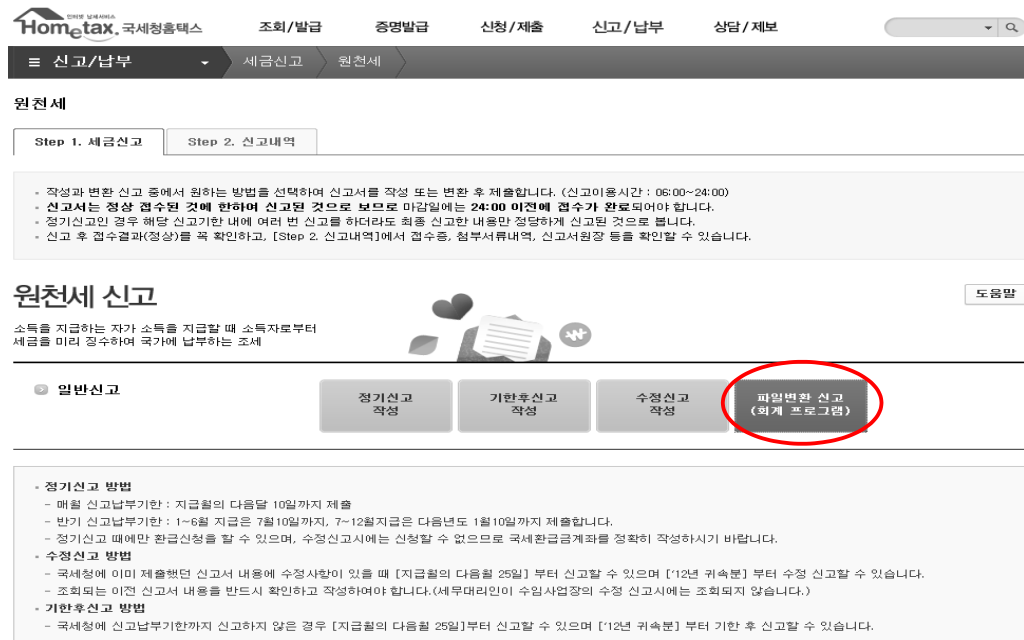 인터넷 납세서비스
Hometax. 국세청홈택스
조회/발급 증명발급 신청/제출 신고/납부 상담/제보
≡ 신고/납부 세금신고 원천세
원천세
Step 1. 세금신고 Step 2. 신고내역
- 작성과 변환 신고 중에서 원하는 방법을 선택하여 신고서를 작성 또는 변환 후 제출합니다. (신고이용시간 : 06:00~24:00)
- 신고서는 정상 접수된 것에 한하여 신고된 것으로 보므로 마감일에는 24:00 이전에 접수가 완료되어야 합니다.
- 정기신고인 경우 해당 신고기한 내에 여러 번 신고를 하더라도 최종 신고한 내용만 정당하게 신고된 것으로 봅니다.
- 신고 후 접수결과(정상)를 꼭 확인하고, [Step 2. 신고내역]에서 접수증, 첨부서류내역, 신고서원장 등을 확인할 수 있습니다.
원천세 신고
도움말
소득을 지급하는 자가 소득을 지급할 때 소득자로부터
세금을 미리 징수하여 국가에 납부하는 조세
₩
일반신고
정기신고
작성
기한후신고
작성
수정신고
작성
파일변환 신고
(회계 프로그램)
- 정기신고 방법
- 매월 신고납부기한 : 지급월의 다음달 10일까지 제출
- 반기 신고납부기한 : 1~6월 지급은 7월10일까지, 7~12월지급은 다음년도 1월10일까지 제출합니다.
- 정기신고 때에만 환급신청을 할 수 있으며, 수정신고시에는 신청할 수 없으므로 국세환급금계좌를 정확히 작성하시기 바랍니다.
- 수정신고 방법
- 국세청에 이미 제출했던 신고서 내용에 수정사항이 있을 때 [지급월의 다음월 25일] 부터 신고할 수 있으며 ['12년 귀속분] 부터 수정 신고할 수 있습니다.
- 조회되는 이전 신고서 내용을 반드시 확인하고 작성하여야 합니다.(세무대리인이 수임사업장의 수정 신고시에는 조회되지 않습니다.)
- 기한후신고 방법
- 국세청에 신고납부기한까지 신고하지 않은 경우 [지급월의 다음월 25일]부터 신고할 수 있으며 ['12년 귀속분] 부터 기한 후 신고할 수 있습니다.